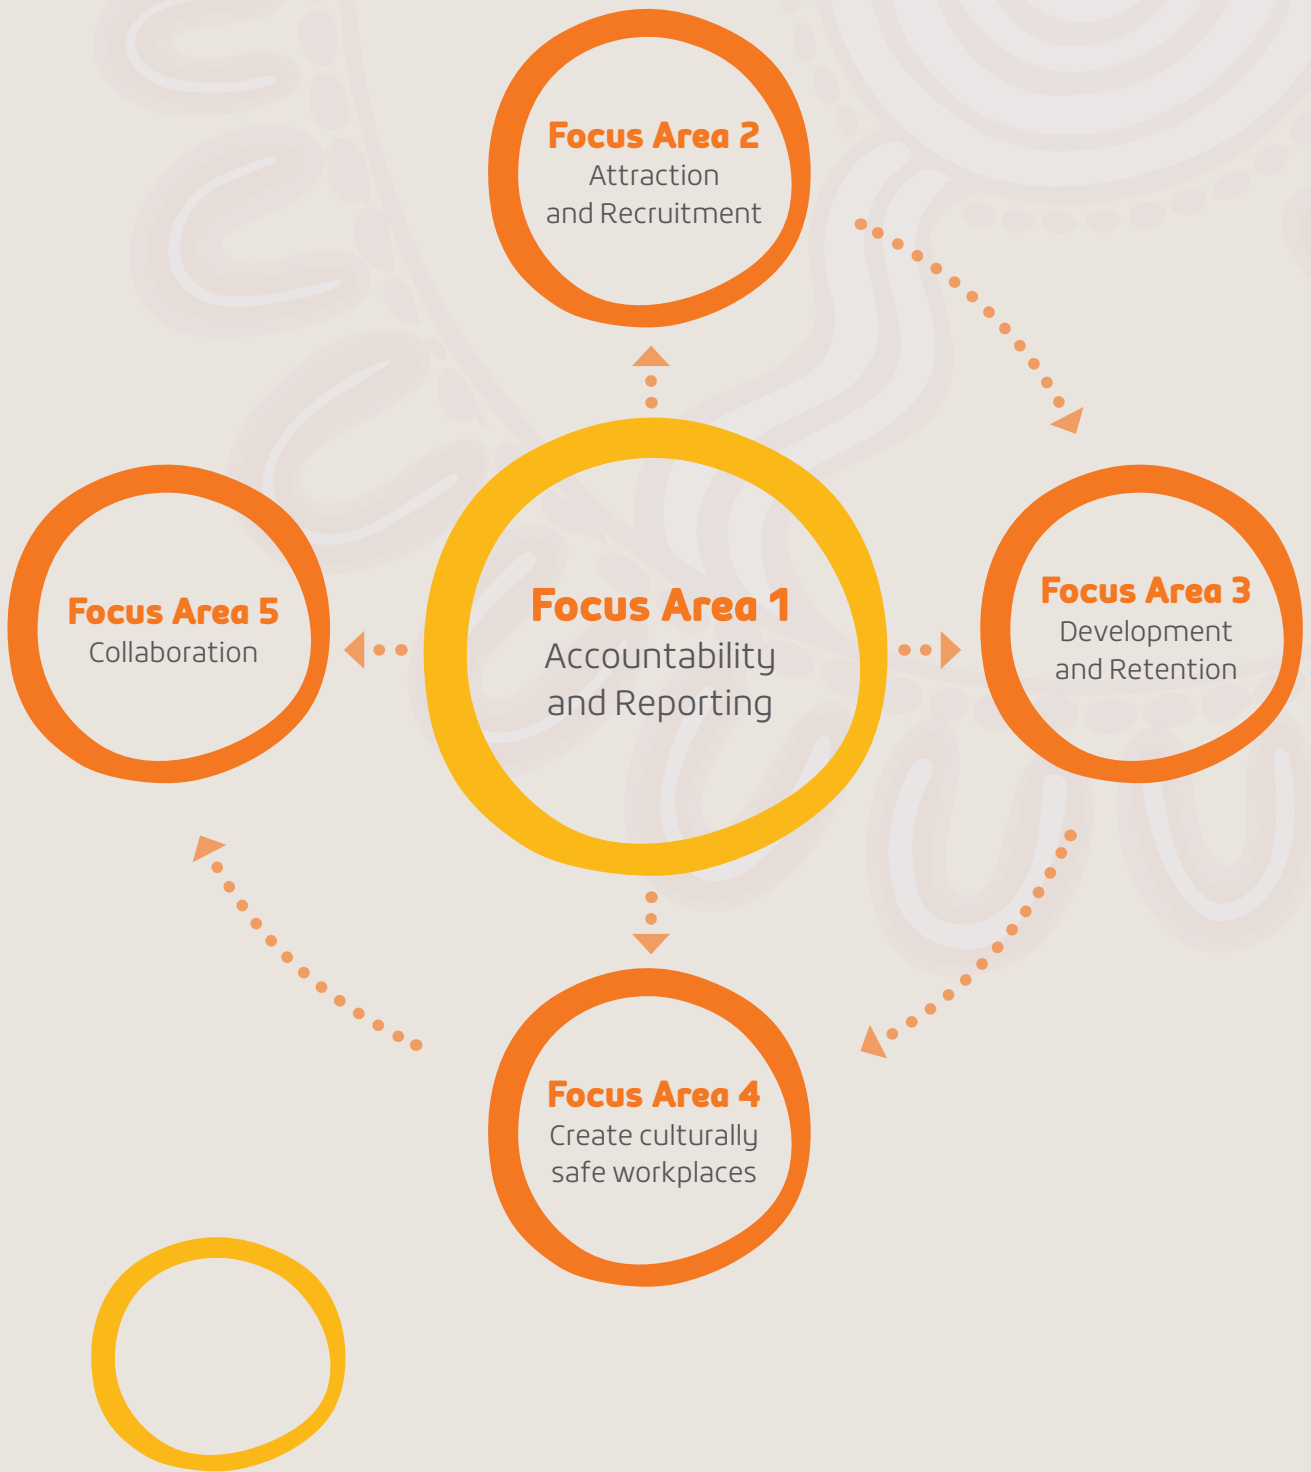 Focus Area 2
Attraction
and Recruitment
Focus Area 5
Collaboration
Focus Area 1
Accountability
and Reporting
Focus Area 3
Development
and Retention
Focus Area 4
Create culturally
safe workplaces